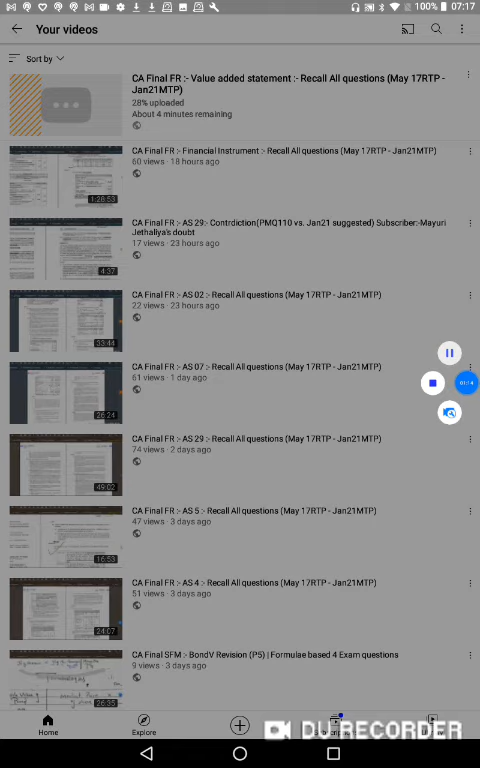 100% 07:17
Your videos
Sort by
CA Final FR :- Value added statement :- Recall All questions (May 17RTP -
Jan21MTP)
28% uploaded
About 4 minutes remaining
CA Final FR :- Financial Instrument :- Recall All questions (May 17RTP - Jan21MTP)
60 views · 18 hours ago
1:28:53
CA Final FR :- AS 29:- Contrdiction(PMQ110 vs. Jan21 suggested) Subscriber:-Mayuri
Jethaliya's doubt
17 views · 23 hours ago
4:37
CA Final FR :- AS 02 :- Recall All questions (May 17RTP - Jan21MTP)
22 views · 23 hours ago
33:44
CA Final FR :- AS 07 :- Recall All questions (May 17RTP - Jan21MTP)
61 views · 1 day ago
26:24
01:14
CA Final FR :- AS 29 :- Recall All questions (May 17RTP - Jan21MTP)
74 views · 2 days ago
49:02
CA Final FR :- AS 5 :- Recall All questions (May 17RTP - Jan21MTP)
47 views · 3 days ago
16:53
CA Final FR :- AS 4 :- Recall All questions (May 17RTP - Jan21MTP)
51 views · 3 days ago
24:07
CA Final SFM :- BondV Revision (P5) | Formulae based 4 Exam questions
9 views · 3 days ago
26:35
Home
Explore
DU RECORDER